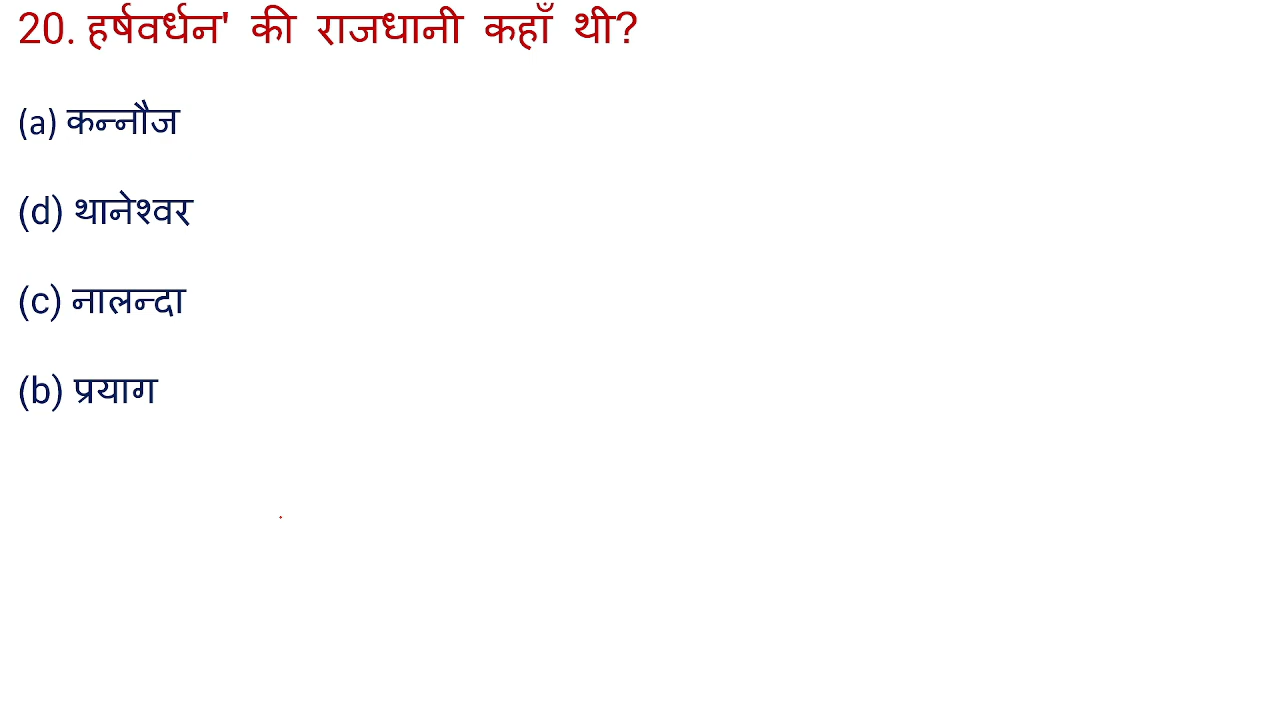 20. हर्षवर्धन' की राजधानी कहाँ थी?
(a) कन्नौज
(d) थानेश्वर
(c) नालन्दा
(b) प्रयाग